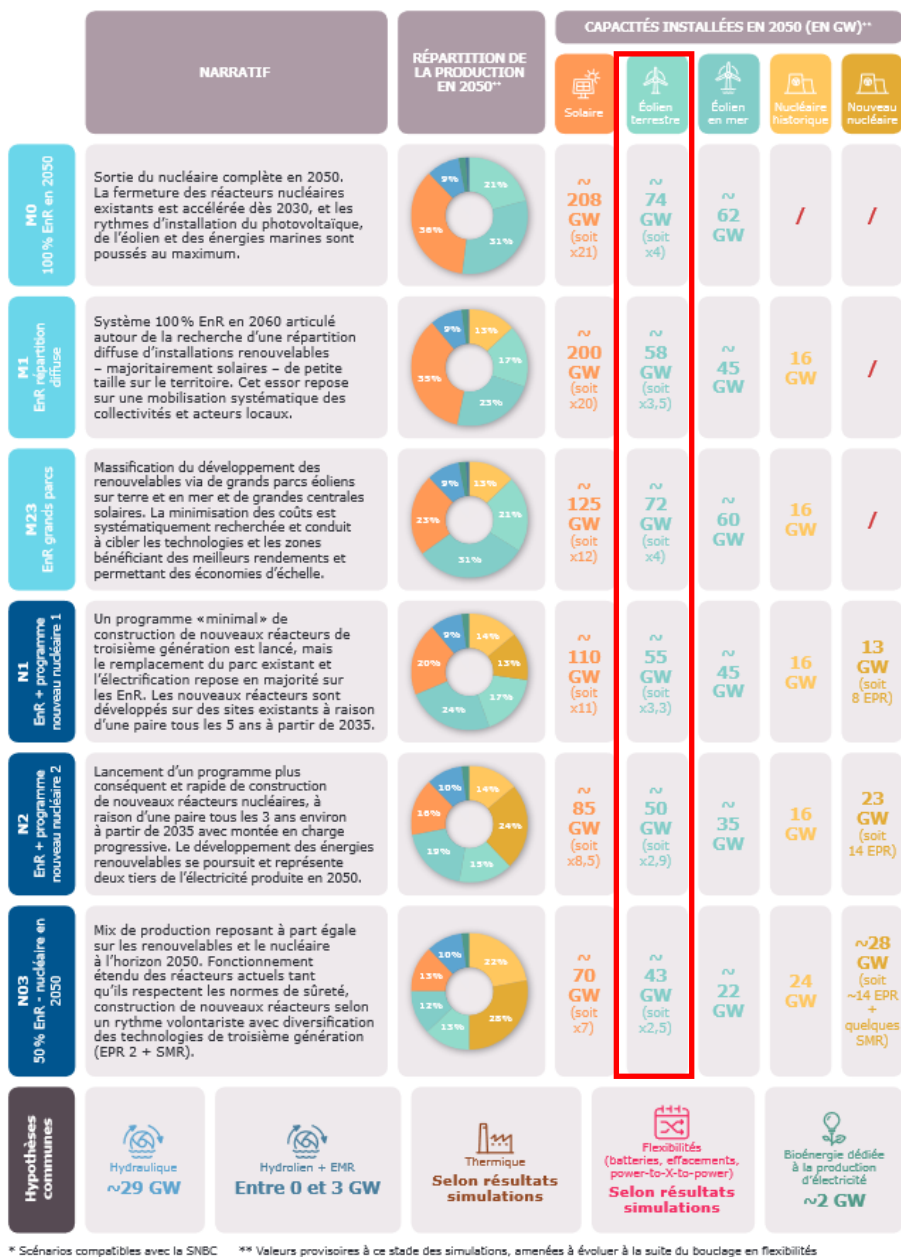 NARRATIF
RÉPARTITION DE
LA PRODUCTION
EN 2050**
CAPACITÉS INSTALLÉES EN 2050 (EN GW)**
Solaire
Éolien
terrestre
Éolien
en mer
Nucléaire
historique
Nouveau
nucléaire
M0
100% EnR en 2050
Sortie du nucléaire complète en 2050.
La fermeture des réacteurs nucléaires
existants est accélérée dès 2030, et les
rythmes d'installation du photovoltaïque,
de l'éolien et des énergies marines sont
poussés au maximum.
9%
21%
36%
31%
~
208
GW
(soit
x21)
~
74
GW
(soit
x4)
~
62
GW
/
/
M1
EnR répartition
diffuse
Système 100% EnR en 2060 articulé
autour de la recherche d'une répartition
diffuse d'installations renouvelables
– majoritairement solaires – de petite
taille sur le territoire. Cet essor repose
sur une mobilisation systématique des
collectivités et acteurs locaux.
9%
13%
17%
35%
23%
~
200
GW
(soit
x20)
~
58
GW
(soit
x3,5)
~
45
GW
16
GW
/
M23
EnR grands parcs
Massification du développement des
renouvelables via de grands parcs éoliens
sur terre et en mer et de grandes centrales
solaires. La minimisation des coûts est
systématiquement recherchée et conduit
à cibler les technologies et les zones
bénéficiant des meilleurs rendements et
permettant des économies d'échelle.
9%
13%
23%
21%
31%
~
125
GW
(soit
x12)
~
72
GW
(soit
x4)
~
60
GW
16
GW
/
N1
EnR + programme
nouveau nucléaire 1
Un programme «minimal» de
construction de nouveaux réacteurs de
troisième génération est lancé, mais
le remplacement du parc existant et
l'électrification repose en majorité sur
les EnR. Les nouveaux réacteurs sont
développés sur des sites existants à raison
d'une paire tous les 5 ans à partir de 2035.
9%
14%
20%
13%
24%
17%
~
110
GW
(soit
x11)
~
55
GW
(soit
x3,3)
~
45
GW
16
GW
13
GW
(soit
8 EPR)
N2
EnR + programme
nouveau nucléaire 2
Lancement d'un programme plus
conséquent et rapide de construction
de nouveaux réacteurs nucléaires, à
raison d'une paire tous les 3 ans environ
à partir de 2035 avec montée en charge
progressive. Le développement des énergies
renouvelables se poursuit et représente
deux tiers de l'électricité produite en 2050.
10%
14%
16%
24%
19%
15%
~
85
GW
(soit
x8,5)
~
50
GW
(soit
x2,9)
~
35
GW
16
GW
23
GW
(soit
14 EPR)
N03
50% EnR - nucléaire en
2050
Mix de production reposant à part égale
sur les renouvelables et le nucléaire
à l'horizon 2050. Fonctionnement
étendu des réacteurs actuels tant
qu'ils respectent les normes de sûreté,
construction de nouveaux réacteurs selon
un rythme volontariste avec diversification
des technologies de troisième génération
(EPR 2 + SMR).
10%
22%
13%
12%
13%
28%
~
70
GW
(soit
x7)
~
43
GW
(soit
x2,5)
~
22
GW
24
GW
~28
GW
(soit
~14 EPR
+
quelques
SMR)
Hypothèses
communes
Hydraulique
~29 GW
Hydrolien + EMR
Entre 0 et 3 GW
Thermique
Selon résultats
simulations
Flexibilités
(batteries, effacements,
power-to-X-to-power)
Selon résultats
simulations
Bioénergie dédiée
à la production
d'électricité
~2 GW
* Scénarios compatibles avec la SNBC ** Valeurs provisoires à ce stade des simulations, amenées à évoluer à la suite du bouclage en flexibilités